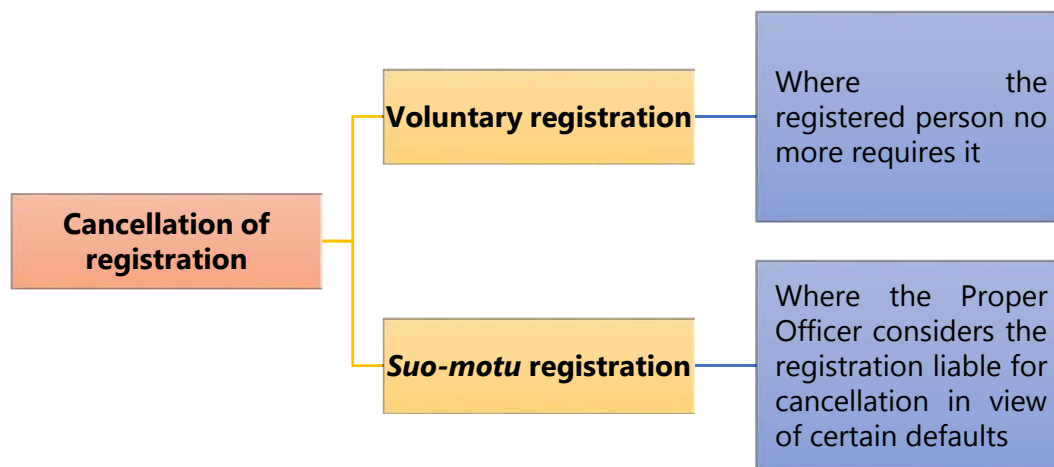 Cancellation of
registration
Voluntary registration
Where the
registered person no
more requires it
Suo-motu registration
Where the Proper
Officer considers the
registration liable for
cancellation in view
of certain defaults